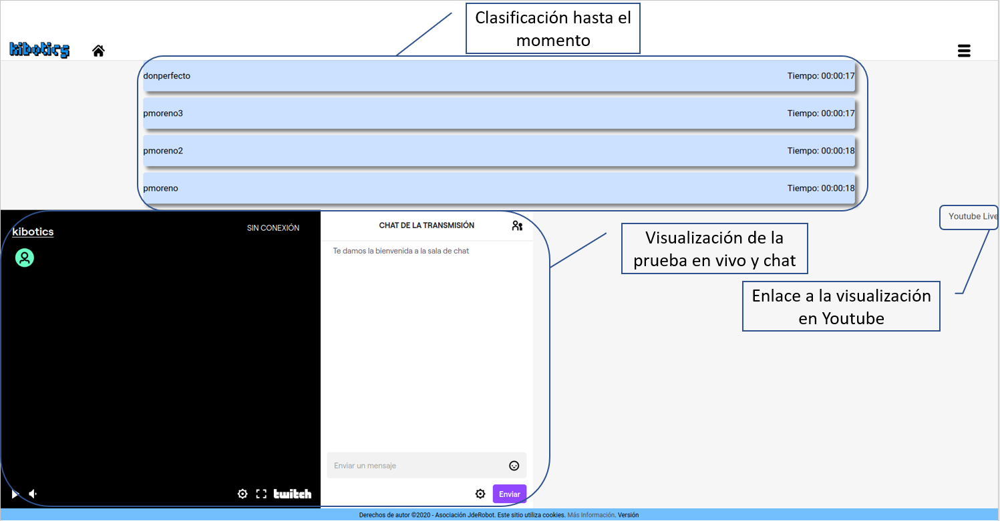 Clasificación hasta el
momento
kibotics
donperfecto Tiempo: 00:00:17
pmoreno3 Tiempo: 00:00:17
pmoreno2 Tiempo: 00:00:18
pmoreno Tiempo: 00:00:18
kibotics SIN CONEXIÓN
CHAT DE LA TRANSMISIÓN
Te damos la bienvenida a la sala de chat
Enviar un mensaje
twitch
Enviar
Visualización de la
prueba en vivo y chat
Youtube Live
Enlace a la visualización
en Youtube
Derechos de autor ©2020 - Asociación JdeRobot. Este sitio utiliza cookies. Más Información. Versión